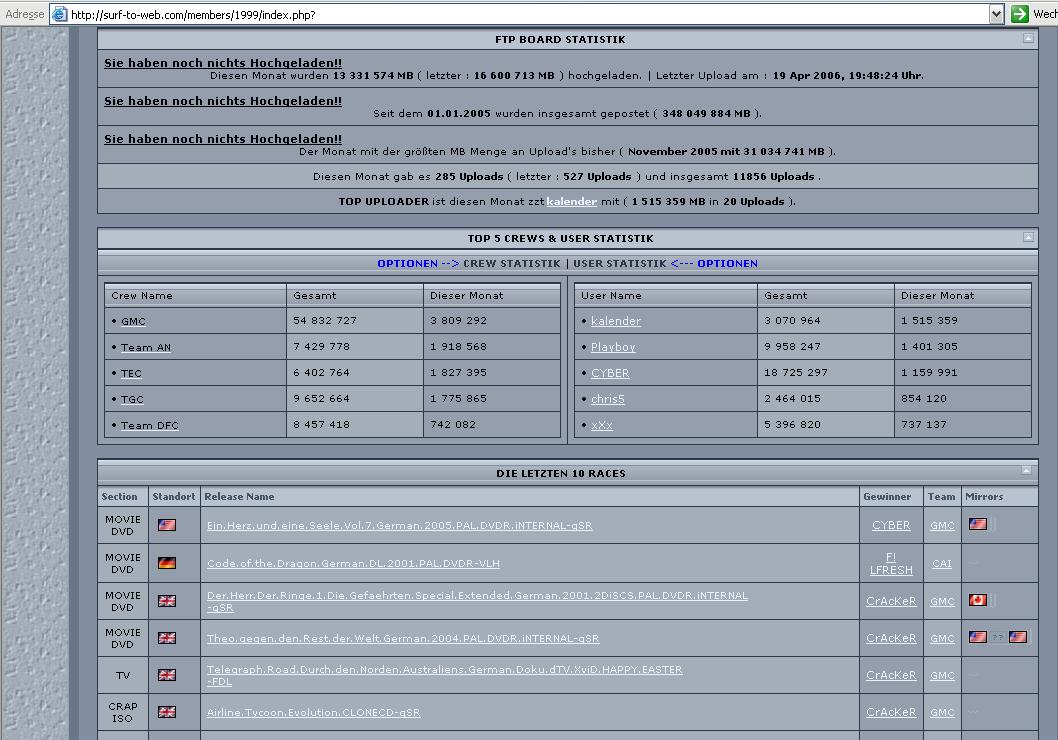 Adresse http://surf-to-web.com/members/1999/index.php? Wech
FTP BOARD STATISTIK
Sie haben noch nichts Hochgeladen!!
Diesen Monat wurden 13 331 574 MB ( letzter : 16 600 713 MB ) hochgeladen. | Letzter Upload am : 19 Apr 2006, 19:48:24 Uhr.
Sie haben noch nichts Hochgeladen!!
Seit dem 01.01.2005 wurden insgesamt gepostet ( 348 049 884 MB ).
Sie haben noch nichts Hochgeladen!!
Der Monat mit der größten MB Menge an Upload's bisher ( November 2005 mit 31 034 741 MB ).
Diesen Monat gab es 285 Uploads ( letzter : 527 Uploads ) und insgesamt 11856 Uploads .
TOP UPLOADER ist diesen Monat zzt kalender mit ( 1 515 359 MB in 20 Uploads ).
TOP 5 CREWS & USER STATISTIK
OPTIONEN --> CREW STATISTIK | USER STATISTIK <--- OPTIONEN
Crew Name Gesamt Dieser Monat
• GMC 54 832 727 3 809 292
• Team AN 7 429 778 1 918 568
• TEC 6 402 764 1 827 395
• TGC 9 652 664 1 775 865
• Team DFC 8 457 418 742 082
User Name Gesamt Dieser Monat
• kalender 3 070 964 1 515 359
• Playboy 9 958 247 1 401 305
• CYBER 18 725 297 1 159 991
• chris5 2 464 015 854 120
• xXx 5 396 820 737 137
DIE LETZTEN 10 RACES
Section Standort Release Name Gewinner Team Mirrors
MOVIE DVD Ein.Herz.und.eine.Seele.Vol.7.German.2005.PAL.DVDR.iNTERNAL-gSR CYBER GMC
MOVIE DVD Code.of.the.Dragon.German.DL.2001.PAL.DVDR-VLH F! LFRESH CAI
MOVIE DVD Der.Herr.Der.Ringe.1.Die.Gefaehrten.Special.Extended.German.2001.2DiSCS.PAL.DVDR.iNTERNAL
-gSR CrAcKeR GMC
MOVIE DVD Theo.gegen.den.Rest.der.Welt.German.2004.PAL.DVDR.iNTERNAL-gSR CrAcKeR GMC ??
TV Telegraph.Road.Durch.den.Norden.Australiens.German.Doku.dTV.XviD.HAPPY.EASTER
-FDL CrAcKeR GMC
CRAP ISO Airline.Tycoon.Evolution.CLONECD-gSR CrAcKeR GMC